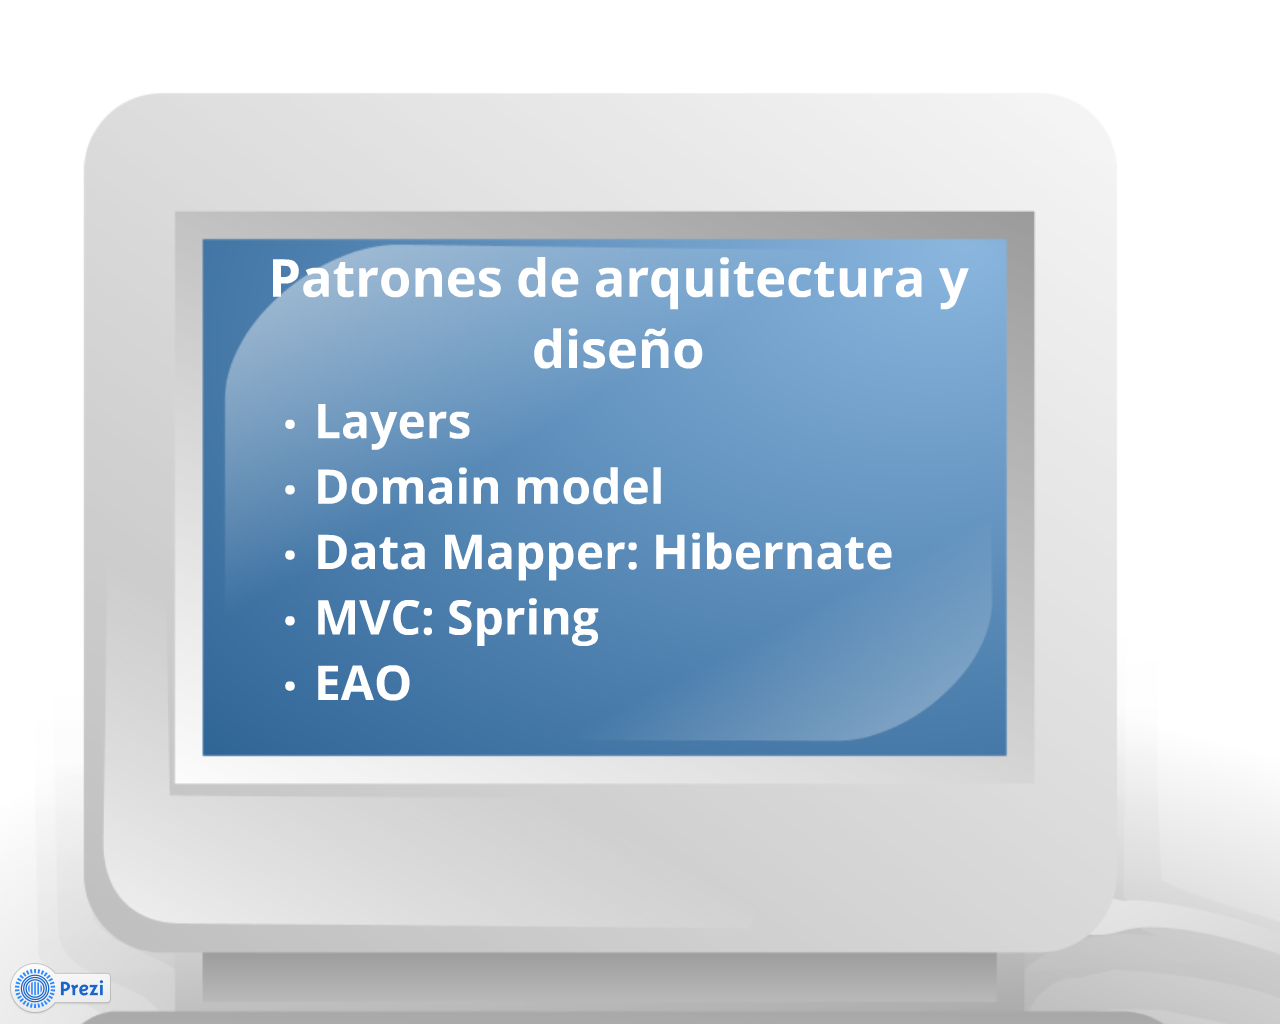 Patrones de arquitectura y
diseño
• Layers
• Domain model
• Data Mapper: Hibernate
• MVC: Spring
• EAO
Prezi